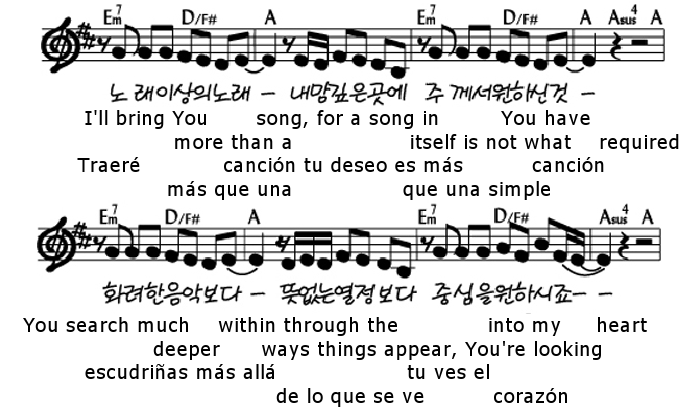 Em7 D/F# A Em7 D/F# A Asus4 A
노 래이상의노래 - 내맘깊은곳에 주 께서원하신것 -
I'll bring You song, for a song in You have
more than a itself is not what required
Traeré canción tu deseo es más canción
más que una que una simple
Em7 D/F# A Em7 D/F# Asus4 A
화려한음악보다 - 뜻없는열정보다 중심을원하시죠 - -
You search much within through the into my heart
deeper ways things appear, You're looking
escudriñas más allá tu ves el
de lo que se ve corazón